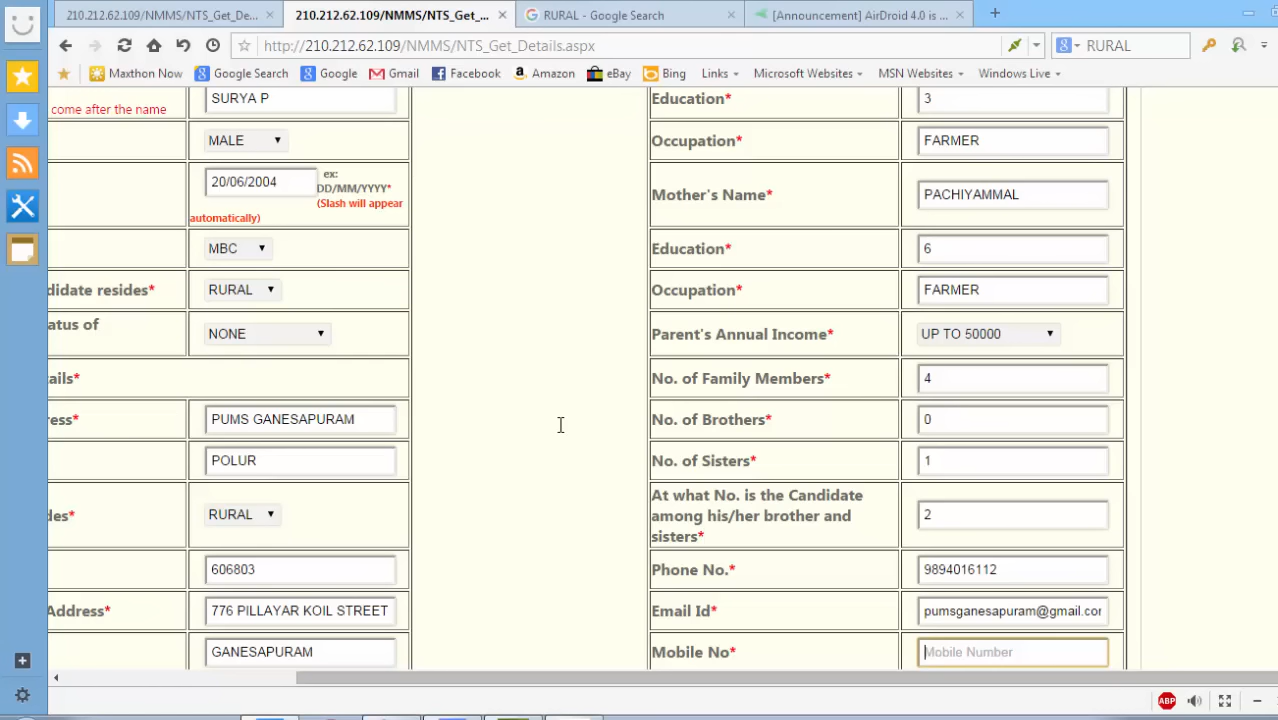 210.212.62.109/NMMS/NTS_Get_De... × 210.212.62.109/NMMS/NTS_Get_... × RURAL - Google Search × [Announcement] AirDroid 4.0 is ... ×
http://210.212.62.109/NMMS/NTS_Get_Details.aspx RURAL
Maxthon Now Google Search Google Gmail Facebook Amazon eBay Bing Links Microsoft Websites MSN Websites Windows Live
come after the name SURYA P Education* 3
MALE Occupation* FARMER
20/06/2004 ex: DD/MM/YYYY* (Slash will appear automatically) Mother's Name* PACHIYAMMAL
MBC Education* 6
didate resides* RURAL Occupation* FARMER
atus of NONE Parent's Annual Income* UP TO 50000
ails* No. of Family Members* 4
ress* PUMS GANESAPURAM No. of Brothers* 0
POLUR No. of Sisters* 1
des* RURAL At what No. is the Candidate
among his/her brother and
sisters* 2
606803 Phone No.* 9894016112
Address* 776 PILLAYAR KOIL STREET Email Id* pumsganesapuram@gmail.com
GANESAPURAM Mobile No* Mobile Number
ABP